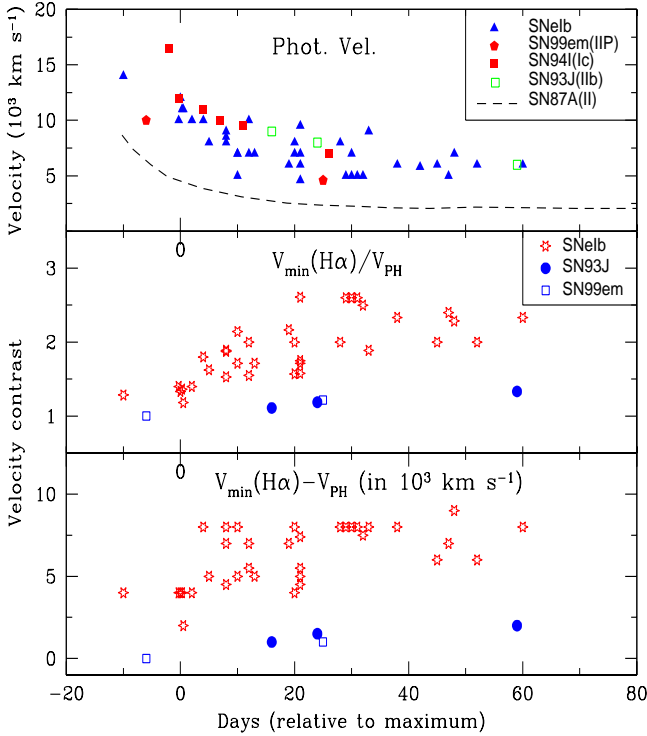 20
15
10
5
Velocity (10³ km s⁻¹)
Phot. Vel.
SNeIb
SN99em(IIP)
SN94I(Ic)
SN93J(IIb)
SN87A(II)
0
3
2
1
V_min(Hα)/V_PH
SNeIb
SN93J
SN99em
Velocity contrast
0
10
5
0
V_min(Hα)−V_PH (in 10³ km s⁻¹)
−20
0
20
40
60
80
Days (relative to maximum)